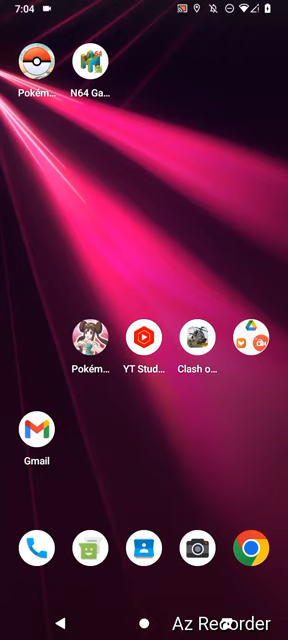 7:04
Pokém...
N64 Ga...
Pokém...
YT Stud...
Clash o...
Gmail
Az Recorder